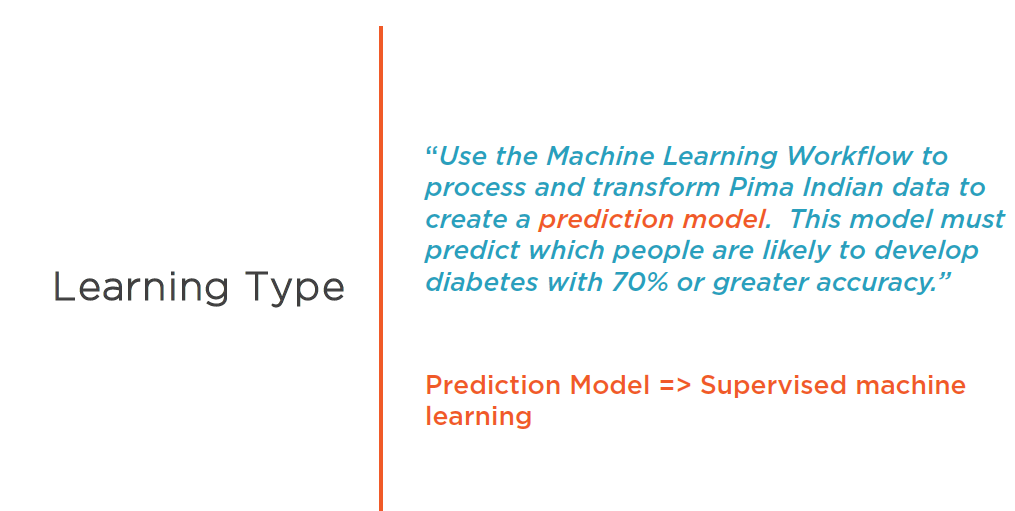 Learning Type
“Use the Machine Learning Workflow to
process and transform Pima Indian data to
create a prediction model.  This model must
predict which people are likely to develop
diabetes with 70% or greater accuracy.”
Prediction Model => Supervised machine
learning